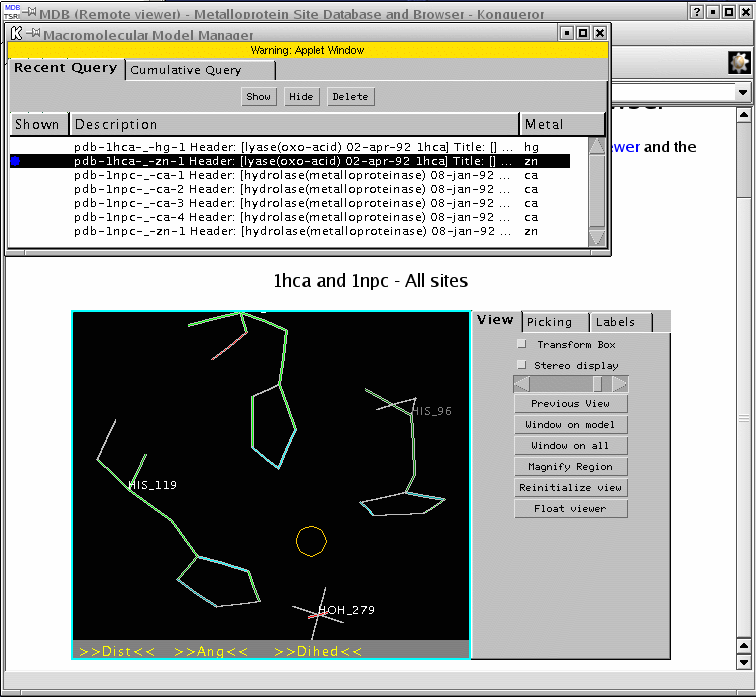 MDB (Remote viewer) - Metalloprotein Site Database and Browser - Konqueror
Macromolecular Model Manager
Warning: Applet Window
Recent Query Cumulative Query
Show Hide Delete
Shown Description Metal
pdb-1hca-_-hg-1 Header: [lyase(oxo-acid) 02-apr-92 1hca] Title: [] ... hg
pdb-1hca-_-zn-1 Header: [lyase(oxo-acid) 02-apr-92 1hca] Title: [] ... zn
pdb-1npc-_-ca-1 Header: [hydrolase(metalloproteinase) 08-jan-92 ... ca
pdb-1npc-_-ca-2 Header: [hydrolase(metalloproteinase) 08-jan-92 ... ca
pdb-1npc-_-ca-3 Header: [hydrolase(metalloproteinase) 08-jan-92 ... ca
pdb-1npc-_-ca-4 Header: [hydrolase(metalloproteinase) 08-jan-92 ... ca
pdb-1npc-_-zn-1 Header: [hydrolase(metalloproteinase) 08-jan-92 ... zn
and the
1hca and 1npc - All sites
View Picking Labels
Transform Box
Stereo display
Previous View
Window on model
Window on all
Magnify Region
Reinitialize view
Float viewer
HIS_96
HIS_119
HOH_279
>>Dist<< >>Ang<< >>Dihed<<